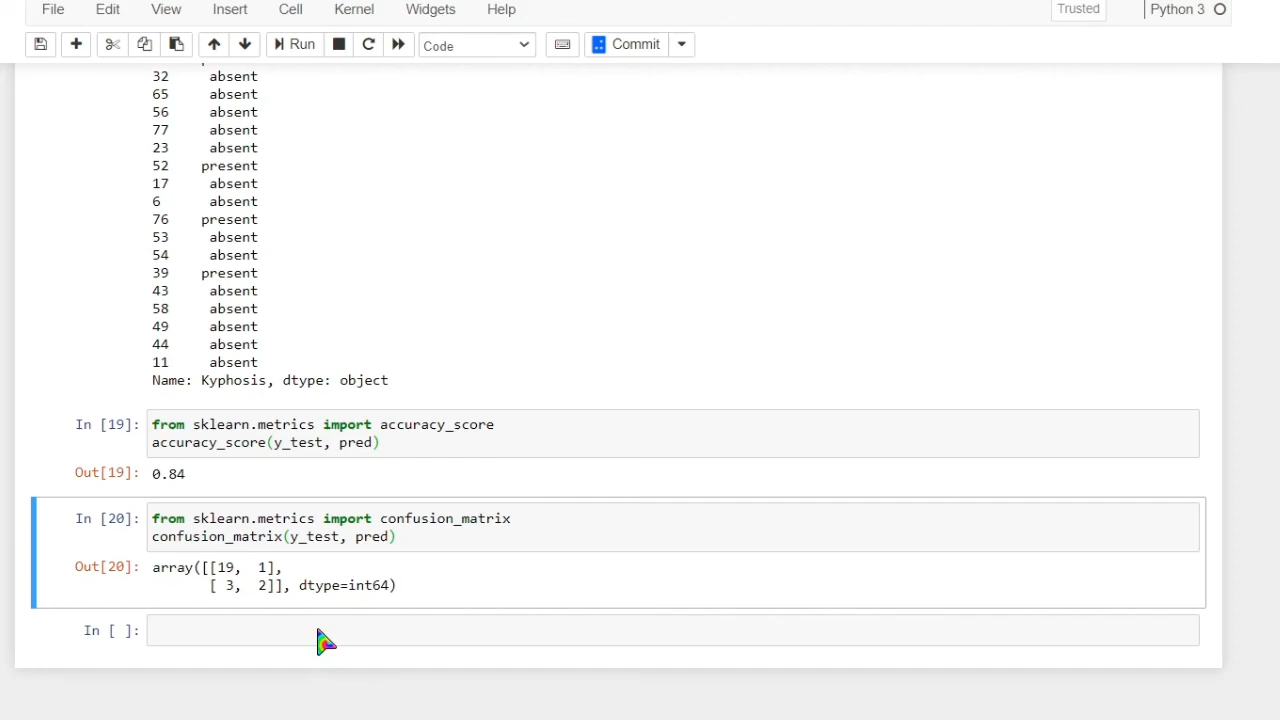 File Edit View Insert Cell Kernel Widgets Help Trusted Python 3
Run Code Commit
32 absent
65 absent
56 absent
77 absent
23 absent
52 present
17 absent
6 absent
76 present
53 absent
54 absent
39 present
43 absent
58 absent
49 absent
44 absent
11 absent
Name: Kyphosis, dtype: object
In [19]: from sklearn.metrics import accuracy_score
accuracy_score(y_test, pred)
Out[19]: 0.84
In [20]: from sklearn.metrics import confusion_matrix
confusion_matrix(y_test, pred)
Out[20]: array([[19, 1],
[ 3, 2]], dtype=int64)
In [ ]: